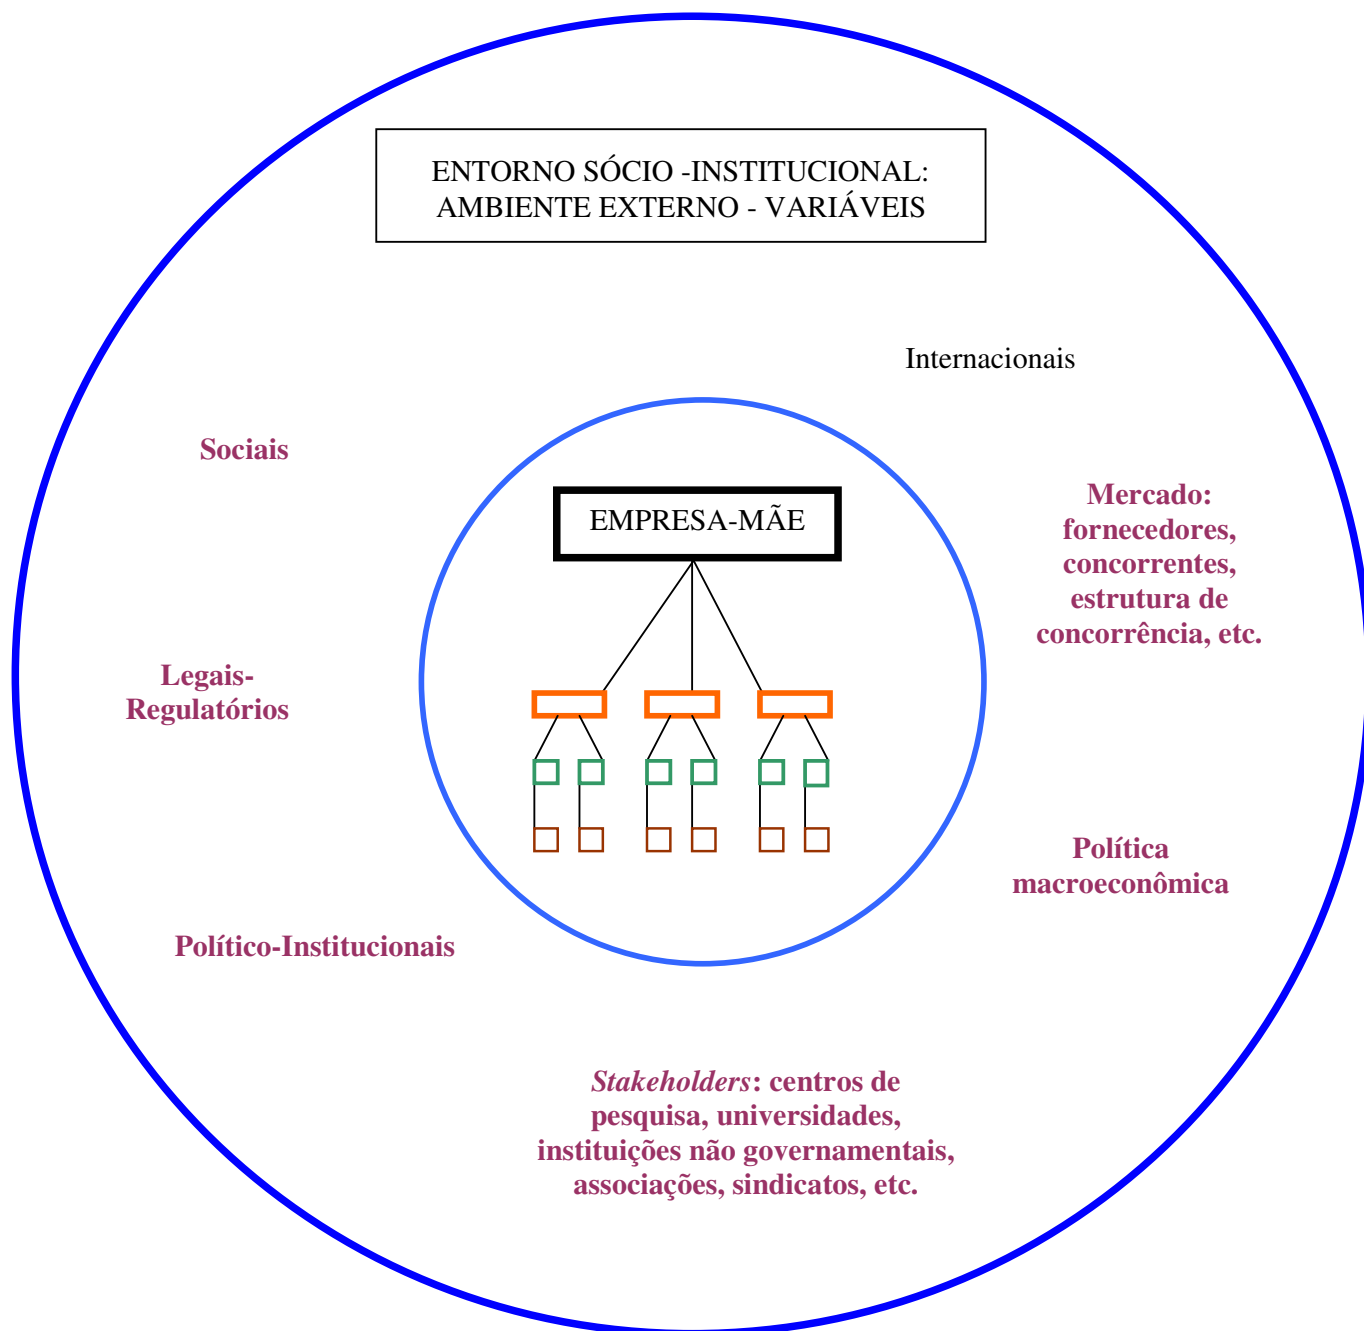 ENTORNO SÓCIO -INSTITUCIONAL:
AMBIENTE EXTERNO - VARIÁVEIS
Internacionais
Sociais
EMPRESA-MÃE
Mercado:
fornecedores,
concorrentes,
estrutura de
concorrência, etc.
Legais-
Regulatórios
Política
macroeconômica
Político-Institucionais
Stakeholders: centros de
pesquisa, universidades,
instituições não governamentais,
associações, sindicatos, etc.